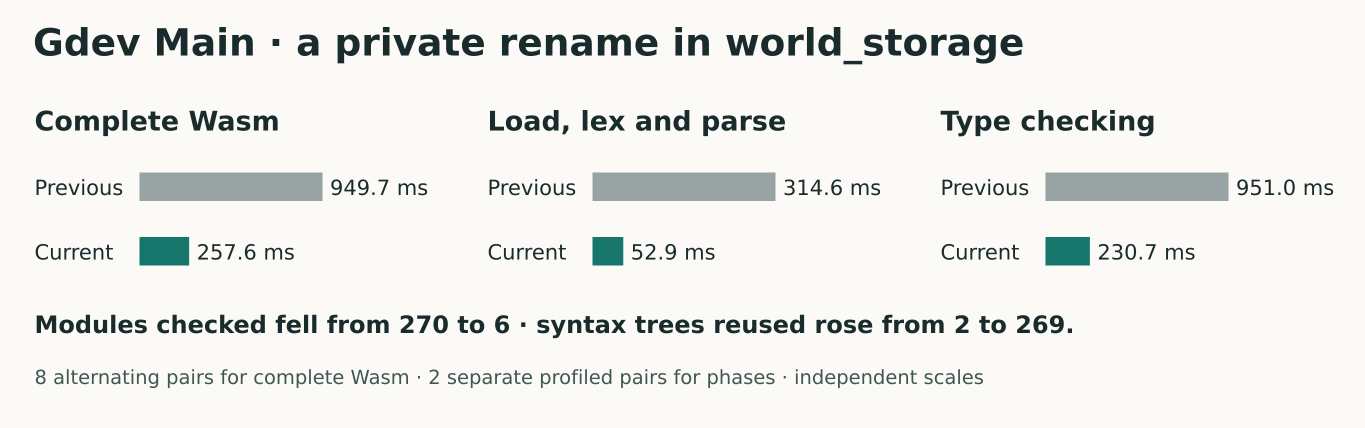 Gdev Main · a private rename in world_storage
Complete Wasm
Previous 949.7 ms
Current 257.6 ms
Load, lex and parse
Previous 314.6 ms
Current 52.9 ms
Type checking
Previous 951.0 ms
Current 230.7 ms
Modules checked fell from 270 to 6 · syntax trees reused rose from 2 to 269.
8 alternating pairs for complete Wasm · 2 separate profiled pairs for phases · independent scales